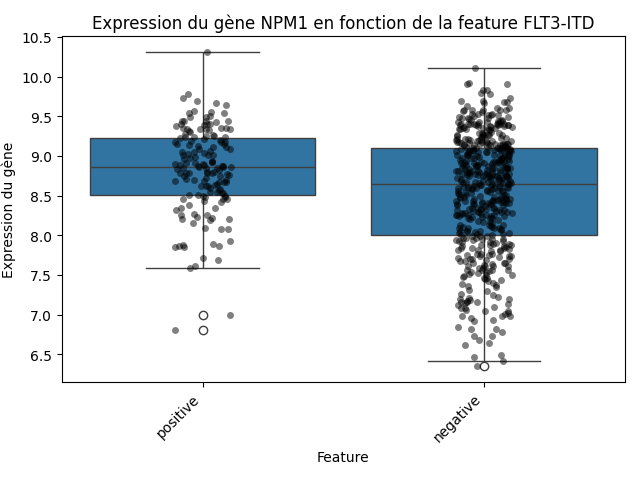 Expression du gène NPM1 en fonction de la feature FLT3-ITD
10.5
10.0
9.5
9.0
8.5
8.0
7.5
7.0
6.5
Expression du gène
positive
negative
Feature